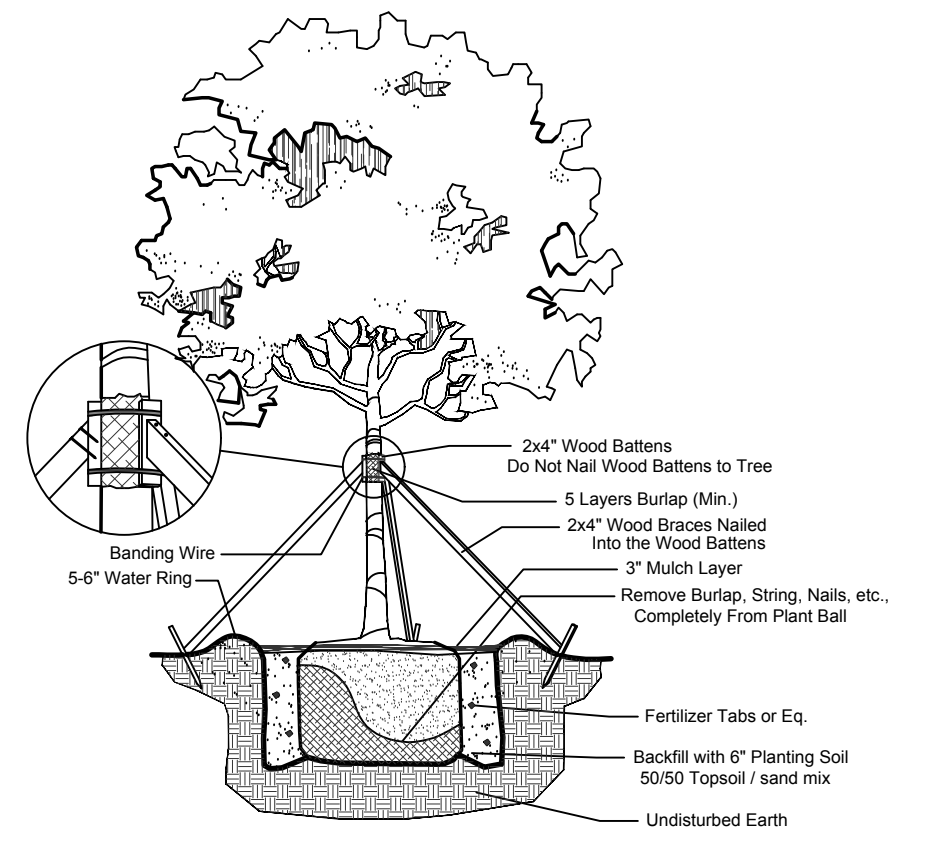 2x4" Wood Battens
Do Not Nail Wood Battens to Tree
5 Layers Burlap (Min.)
2x4" Wood Braces Nailed
Into the Wood Battens
Banding Wire
3" Mulch Layer
5-6" Water Ring
Remove Burlap, String, Nails, etc.,
Completely From Plant Ball
Fertilizer Tabs or Eq.
Backfill with 6" Planting Soil
50/50 Topsoil / sand mix
Undisturbed Earth